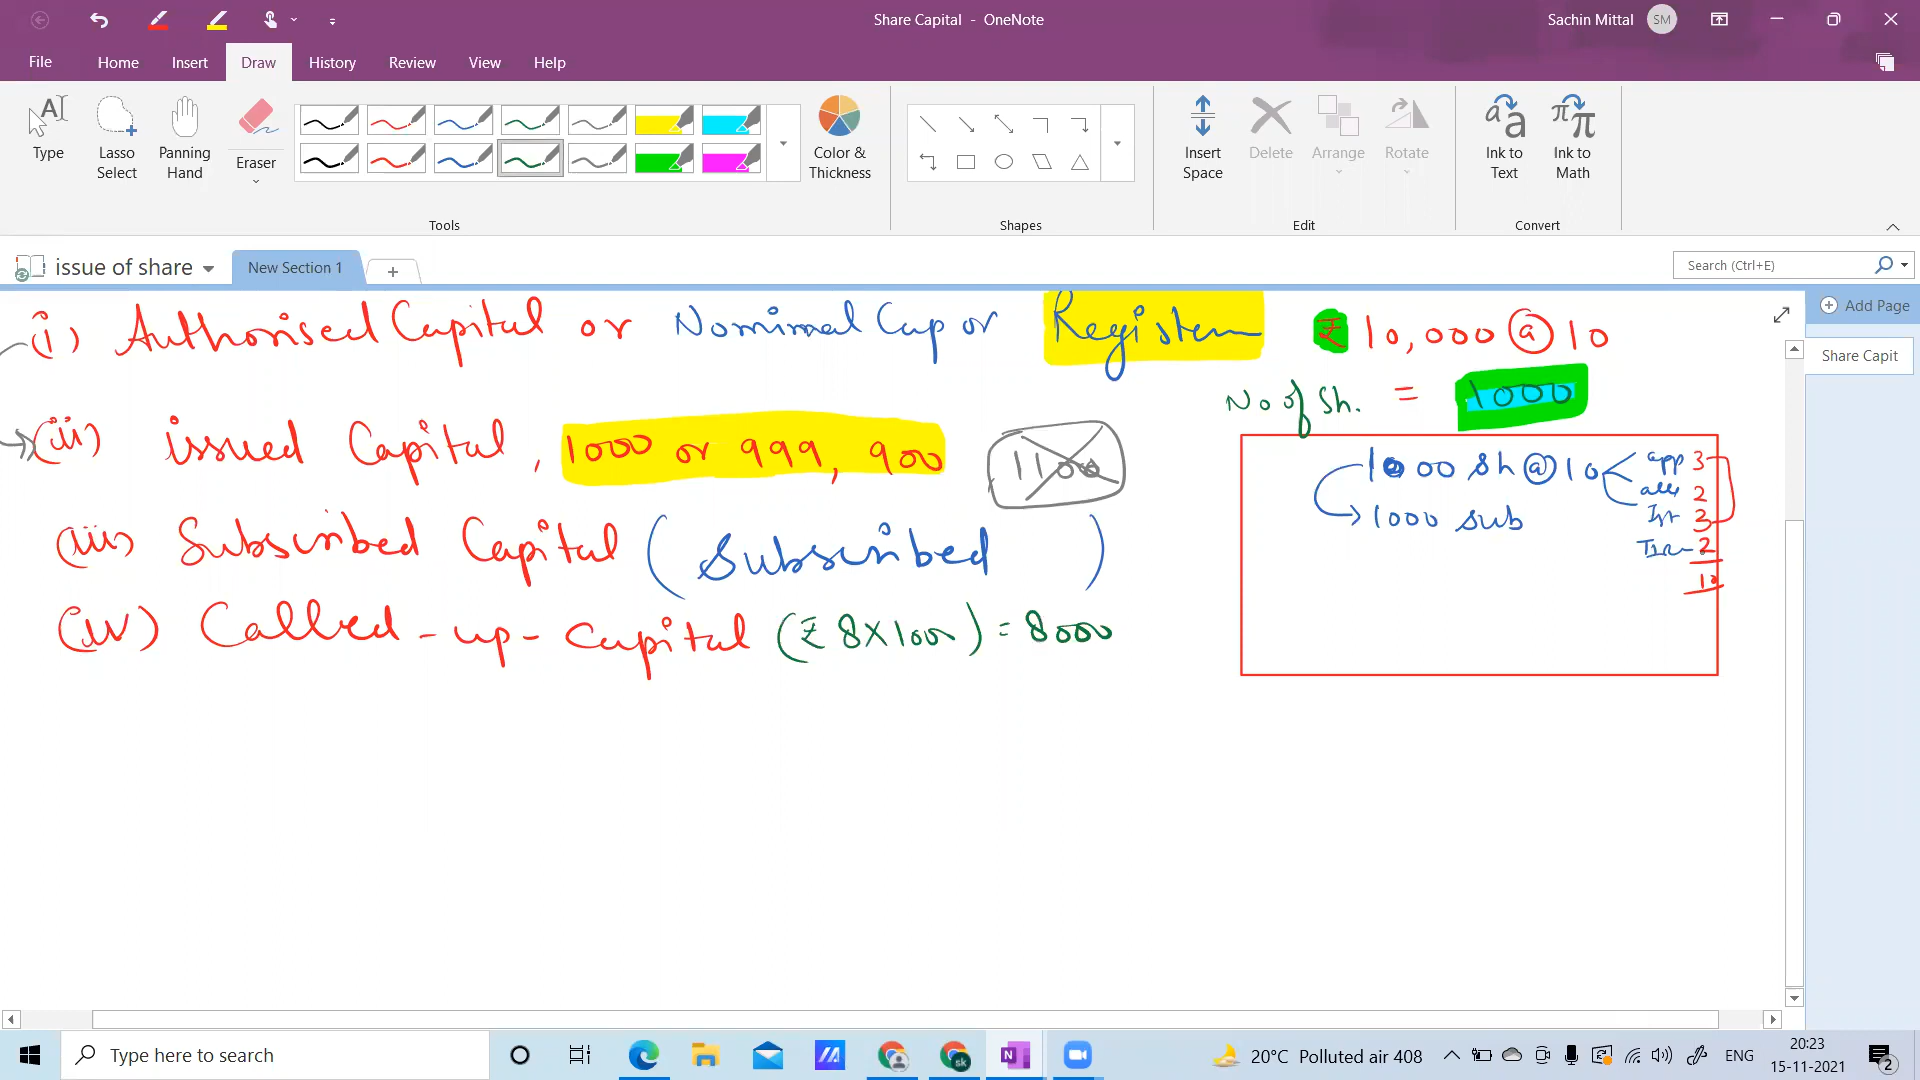 Share Capital - OneNote
Sachin Mittal SM
File Home Insert Draw History Review View Help
Type Lasso Select Panning Hand Eraser Color & Thickness Insert Space Delete Arrange Rotate Ink to Text Ink to Math
Tools Shapes Edit Convert
issue of share New Section 1 + Search (Ctrl+E)
Add Page
Share Capit
(i) Authorised Capital or Nominal Cap or Register ₹ 10,000 @ 10
No of Sh. = 1000
(ii) issued Capital, 1000 or 999, 900 1100
1000 Sh @ 10 app 3
all 2
1000 sub 3
2
10
(iii) Subscribed Capital (Subscribed )
(iv) Called-up-capital (₹ 8X1000) = 8000
Type here to search
20°C Polluted air 408 ENG 20:23
15-11-2021 2